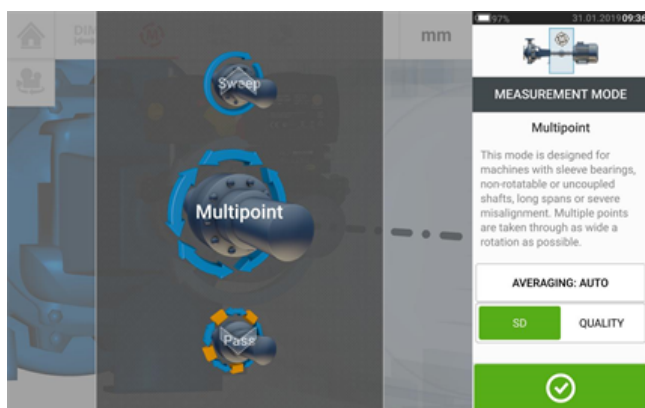 DIM
mm
97%
31.01.2019 09:36
Sweep
Multipoint
Pass
MEASUREMENT MODE
Multipoint
This mode is designed for
machines with sleeve bearings,
non-rotatable or uncoupled
shafts, long spans or severe
misalignment. Multiple points
are taken through as wide a
rotation as possible.
AVERAGING: AUTO
SD
QUALITY